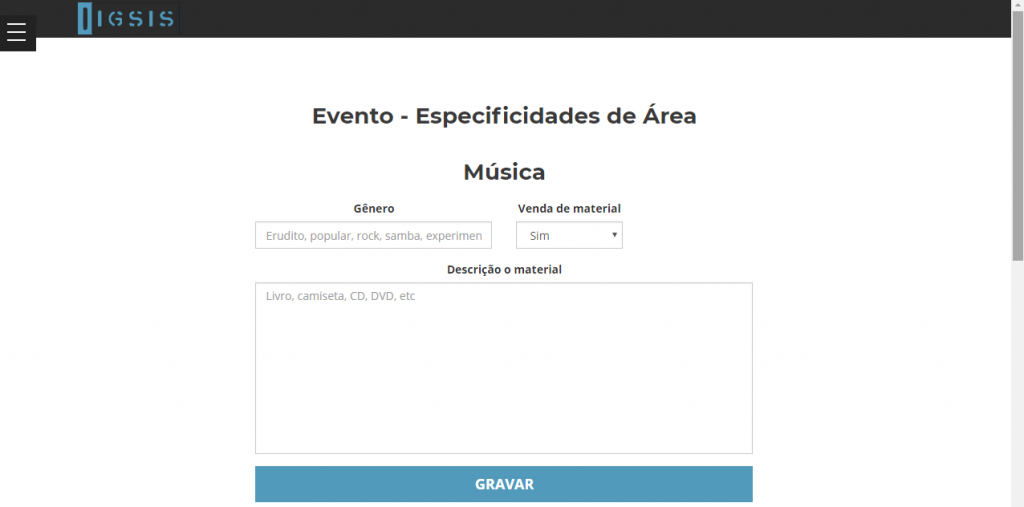 IGSIS
Evento - Especificidades de Área
Música
Gênero
Venda de material
Erudito, popular, rock, samba, experimen
Sim
Descrição o material
Livro, camiseta, CD, DVD, etc
GRAVAR